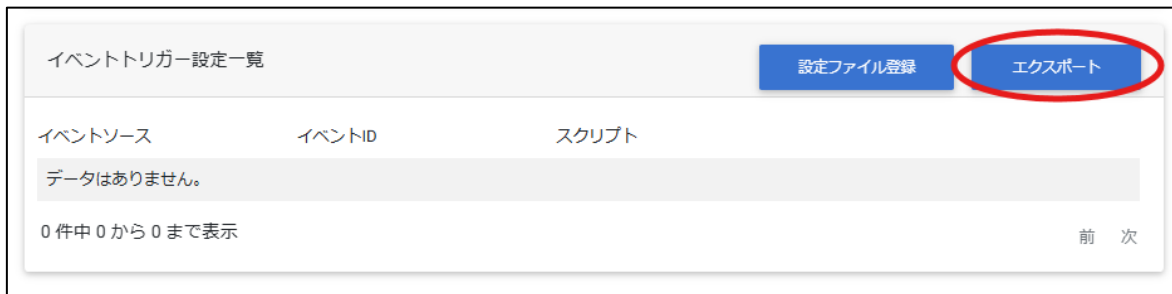 イベントトリガー設定一覧
設定ファイル登録
エクスポート
イベントソース イベントID スクリプト
データはありません。
0 件中 0 から 0 まで表示
前 次